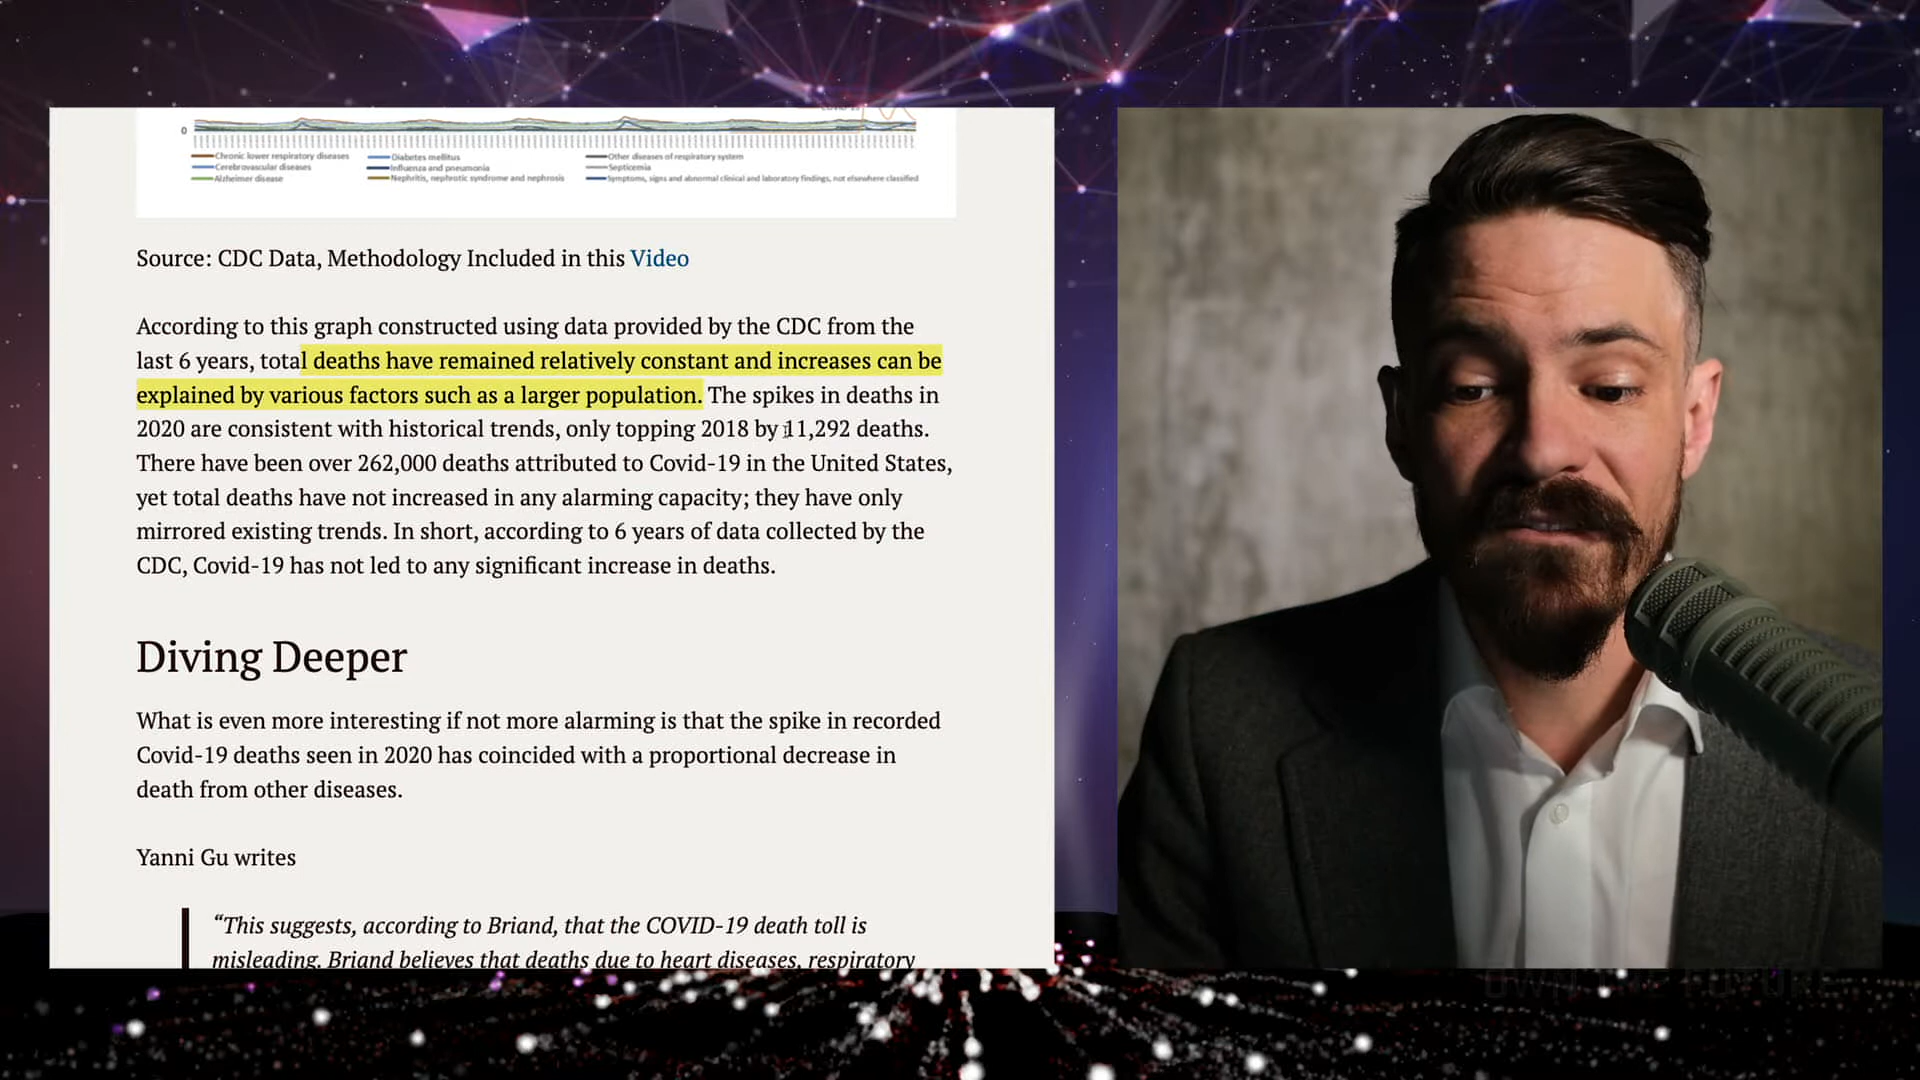 0
Chronic lower respiratory diseases
Diabetes mellitus
Other diseases of respiratory system
Cerebrovascular diseases
Influenza and pneumonia
Septicemia
Alzheimer disease
Nephritis, nephrotic syndrome and nephrosis
Symptoms, signs and abnormal clinical and laboratory findings, not elsewhere classified
Source: CDC Data, Methodology Included in this Video
According to this graph constructed using data provided by the CDC from the
last 6 years, total deaths have remained relatively constant and increases can be
explained by various factors such as a larger population. The spikes in deaths in
2020 are consistent with historical trends, only topping 2018 by 11,292 deaths.
There have been over 262,000 deaths attributed to Covid-19 in the United States,
yet total deaths have not increased in any alarming capacity; they have only
mirrored existing trends. In short, according to 6 years of data collected by the
CDC, Covid-19 has not led to any significant increase in deaths.
Diving Deeper
What is even more interesting if not more alarming is that the spike in recorded
Covid-19 deaths seen in 2020 has coincided with a proportional decrease in
death from other diseases.
Yanni Gu writes
“This suggests, according to Briand, that the COVID-19 death toll is
misleading. Briand believes that deaths due to heart diseases, respiratory